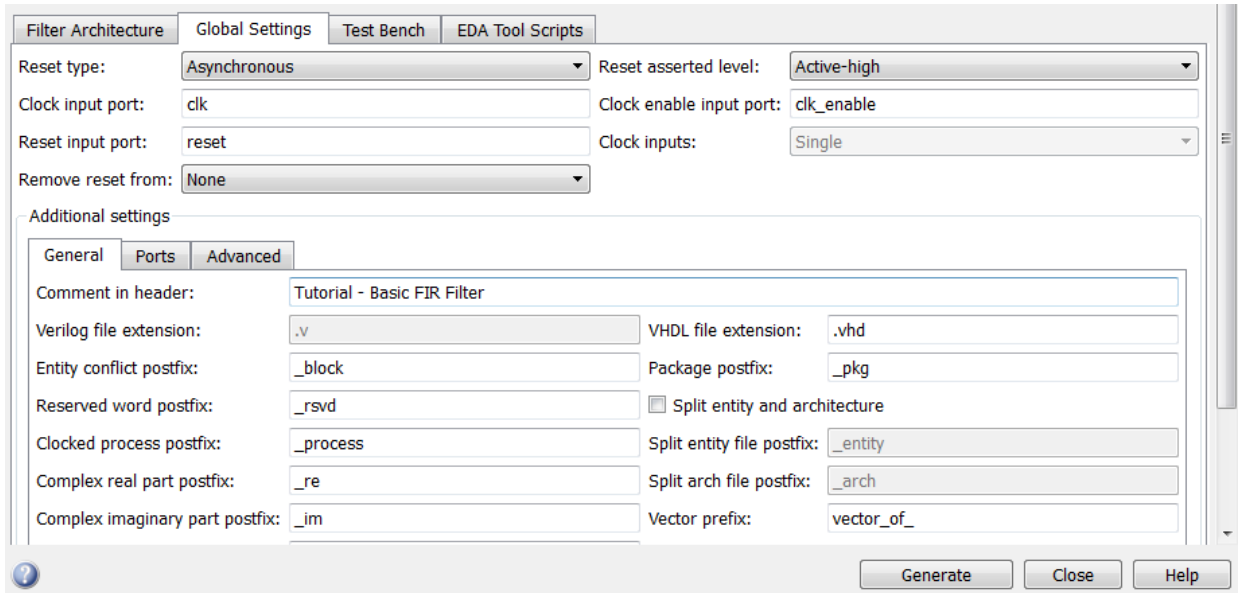 Filter Architecture Global Settings Test Bench EDA Tool Scripts
Reset type: Asynchronous Reset asserted level: Active-high
Clock input port: clk Clock enable input port: clk_enable
Reset input port: reset Clock inputs: Single
Remove reset from: None
Additional settings
General Ports Advanced
Comment in header: Tutorial - Basic FIR Filter
Verilog file extension: .v VHDL file extension: .vhd
Entity conflict postfix: _block Package postfix: _pkg
Reserved word postfix: _rsvd Split entity and architecture
Clocked process postfix: _process Split entity file postfix: _entity
Complex real part postfix: _re Split arch file postfix: _arch
Complex imaginary part postfix: _im Vector prefix: vector_of_
? Generate Close Help